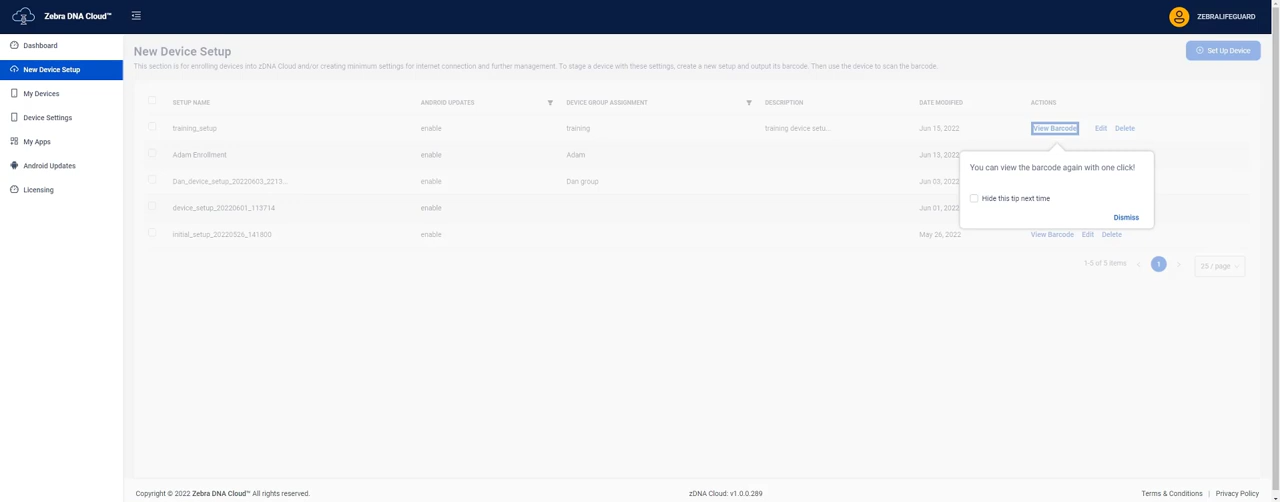 Zebra DNA Cloud™
ZEBRALIFEGUARD
Dashboard
New Device Setup
My Devices
Device Settings
My Apps
Android Updates
Licensing
New Device Setup
Set Up Device
This section is for enrolling devices into zDNA Cloud and/or creating minimum settings for internet connection and further management. To stage a device with these settings, create a new setup and output its barcode. Then use the device to scan the barcode.
SETUP NAME ANDROID UPDATES DEVICE GROUP ASSIGNMENT DESCRIPTION DATE MODIFIED ACTIONS
training_setup enable training training device setu... Jun 15, 2022 View Barcode Edit Delete
Adam Enrollment enable Adam Jun 13, 2022
Dan_device_setup_20220603_2213... enable Dan group Jun 03, 2022
device_setup_20220601_113714 enable Jun 01, 2022
initial_setup_20220526_141800 enable May 26, 2022 View Barcode Edit Delete
You can view the barcode again with one click!
Hide this tip next time
Dismiss
1-5 of 5 items < 1 > 25 / page
Copyright © 2022 Zebra DNA Cloud™ All rights reserved. zDNA Cloud: v1.0.0.289 Terms & Conditions | Privacy Policy